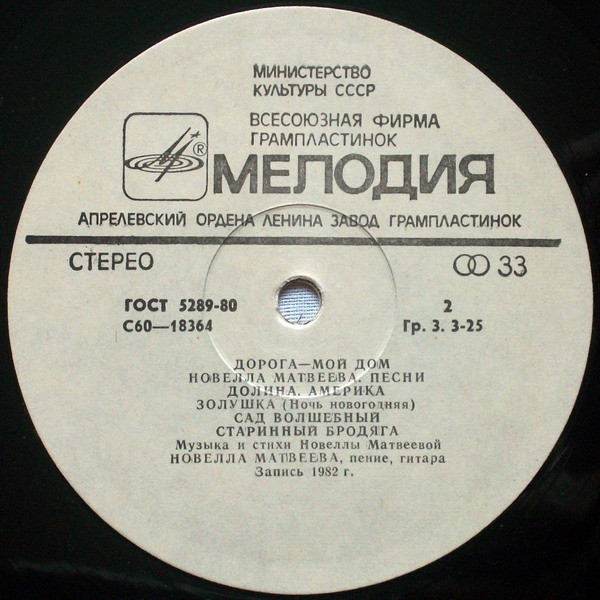 МИНИСТЕРСТВО
КУЛЬТУРЫ СССР
ВСЕСОЮЗНАЯ ФИРМА
ГРАМПЛАСТИНОК
® МЕЛОДИЯ
АПРЕЛЕВСКИЙ ОРДЕНА ЛЕНИНА ЗАВОД ГРАМПЛАСТИНОК
СТЕРЕО 33
ГОСТ 5289-80 2
С60—18364 Гр. 3. 3-25
ДОРОГА—МОЙ ДОМ
НОВЕЛЛА МАТВЕЕВА. ПЕСНИ
ДОЛИНА. АМЕРИКА
ЗОЛУШКА (Ночь новогодняя)
САД ВОЛШЕБНЫЙ
СТАРИННЫЙ БРОДЯГА
Музыка и стихи Новеллы Матвеевой
НОВЕЛЛА МАТВЕЕВА, пение, гитара
Запись 1982 г.